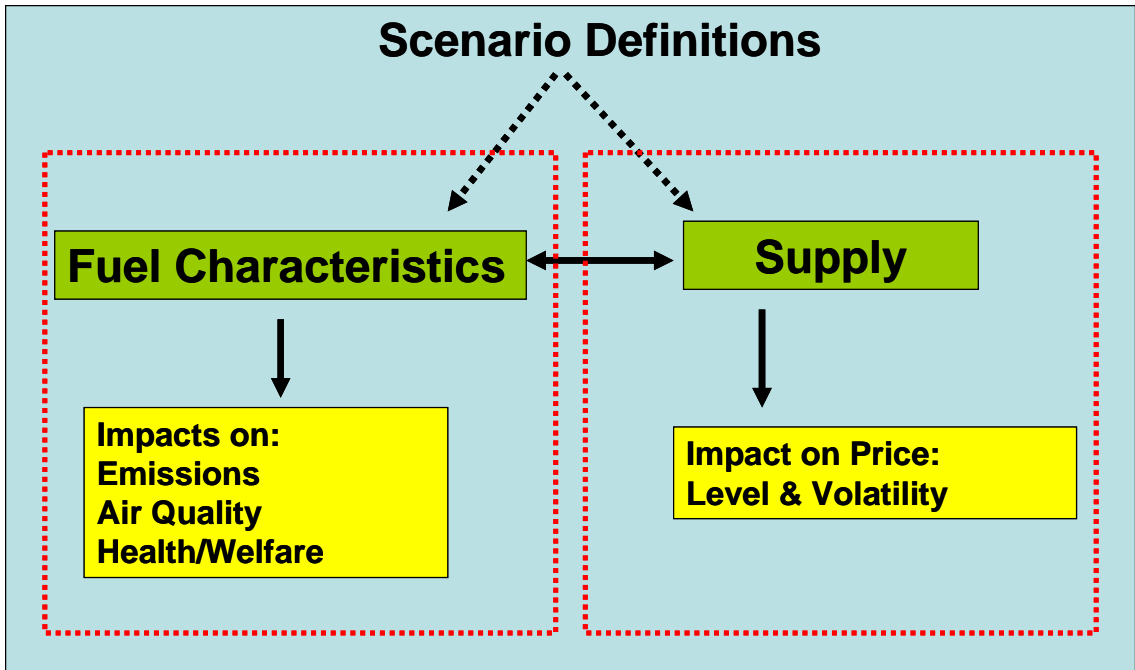 Scenario Definitions
Fuel Characteristics
Supply
Impacts on:
Emissions
Air Quality
Health/Welfare
Impact on Price:
Level & Volatility